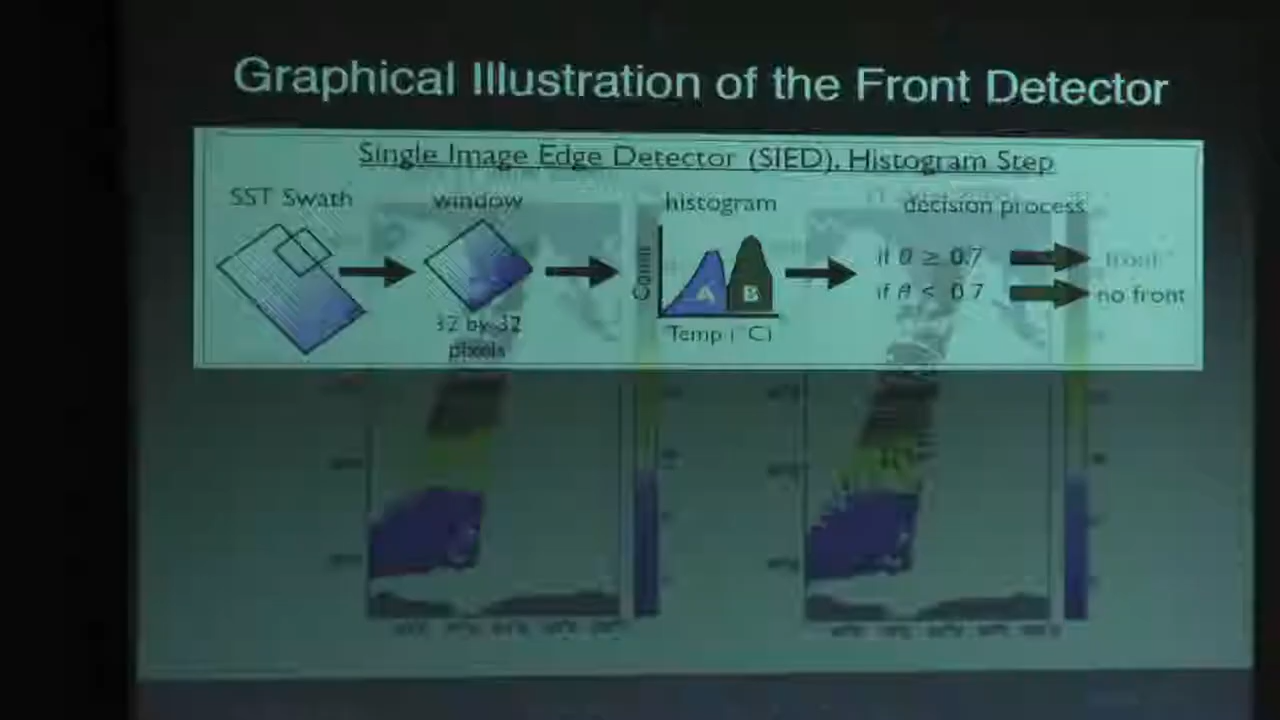 Graphical Illustration of the Front Detector
Single Image Edge Detector (SIED), Histogram Step
SST Swath
window
histogram
decision process
32 by 32
pixels
Count
A
B
Temp (°C)
if θ ≥ 0.7
front
if θ < 0.7
no front